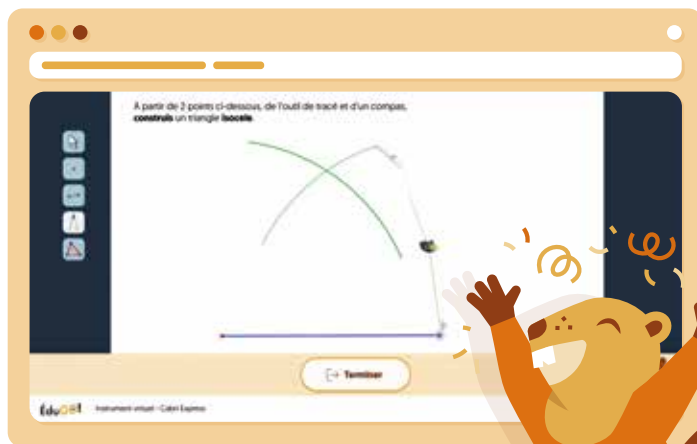 À partir de 2 points ci-dessous, de l'outil de tracé et d'un compas,
construis un triangle isocèle.
Terminer
Instrument virtuel - Cabri Express